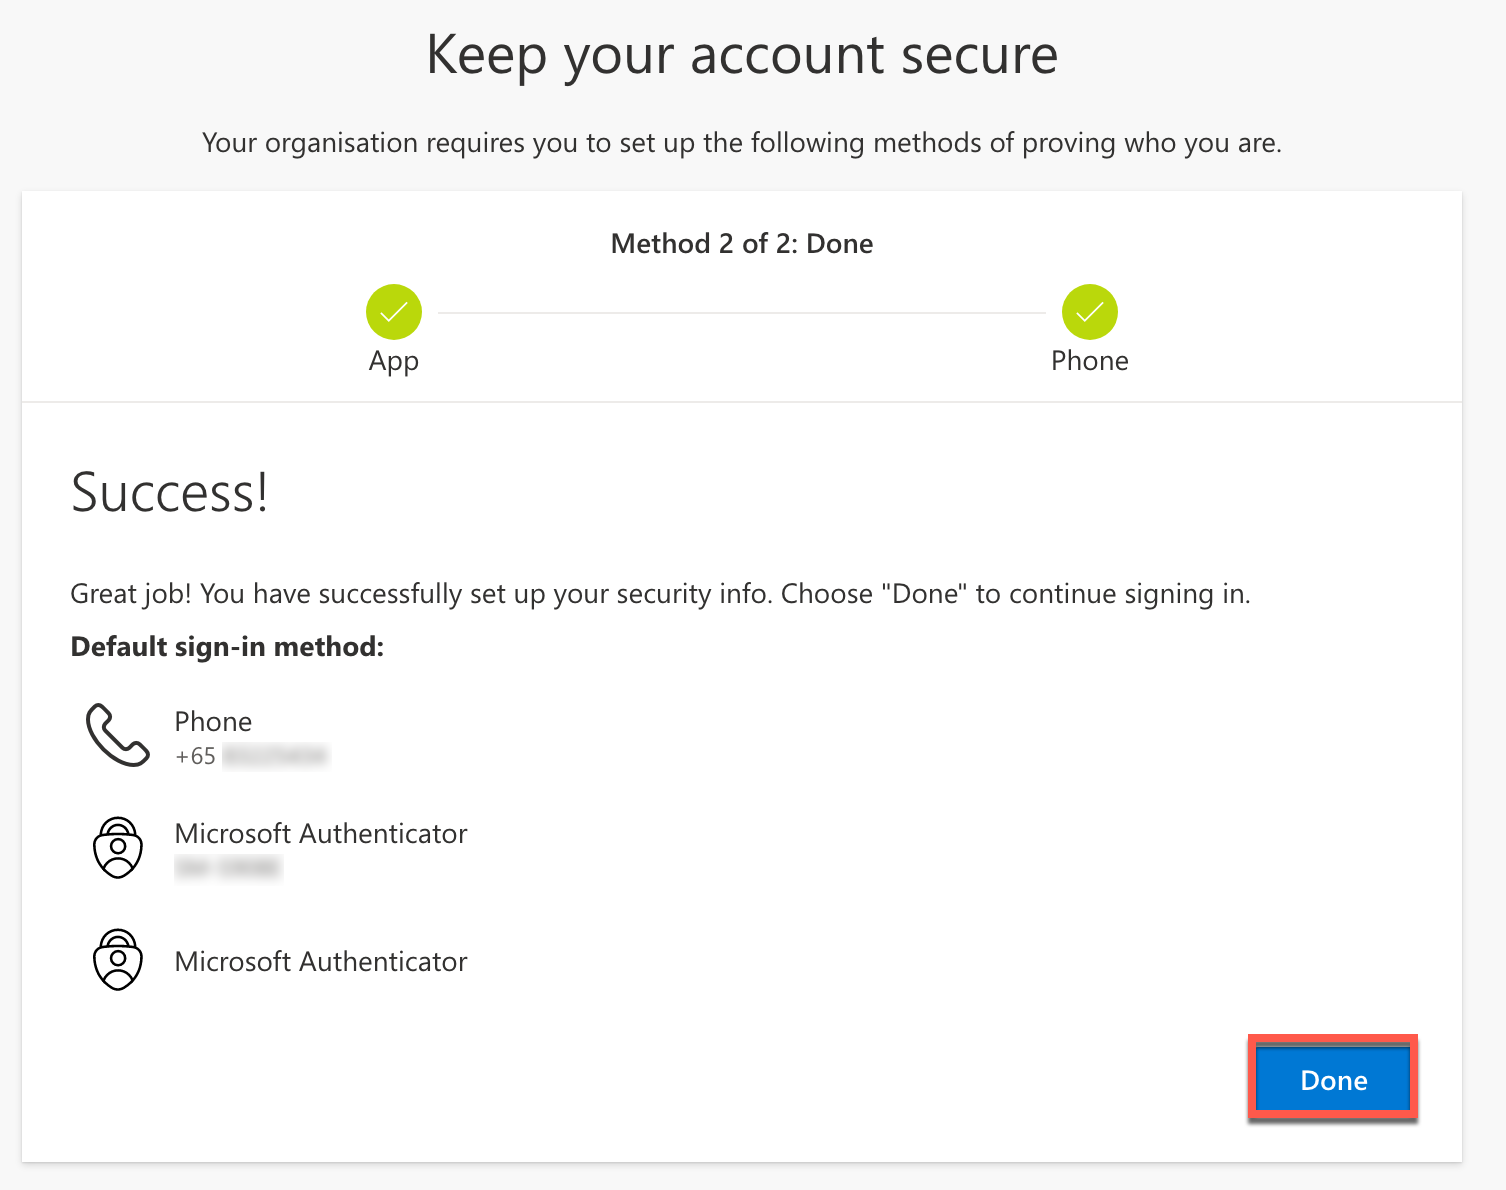 Keep your account secure
Your organisation requires you to set up the following methods of proving who you are.
Method 2 of 2: Done
App
Phone
Success!
Great job! You have successfully set up your security info. Choose "Done" to continue signing in.
Default sign-in method:
Phone
+65
Microsoft Authenticator
Microsoft Authenticator
Done